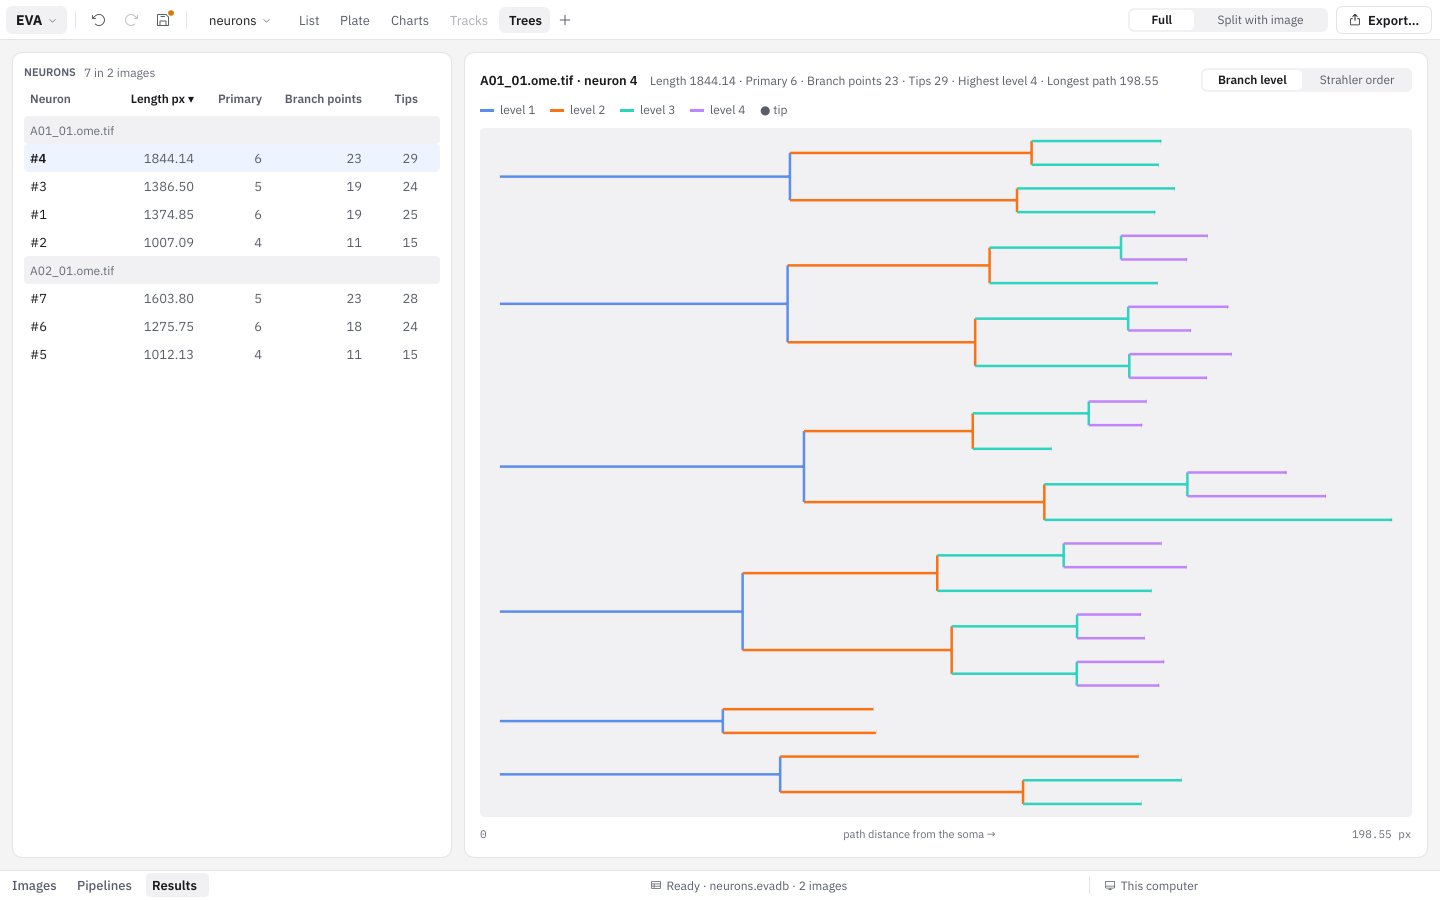 EVA neurons List Plate Charts Tracks Trees Full Split with image Export...
NEURONS 7 in 2 images
Neuron Length px ▾ Primary Branch points Tips
A01_01.ome.tif
#4 1844.14 6 23 29
#3 1386.50 5 19 24
#1 1374.85 6 19 25
#2 1007.09 4 11 15
A02_01.ome.tif
#7 1603.80 5 23 28
#6 1275.75 6 18 24
#5 1012.13 4 11 15
A01_01.ome.tif · neuron 4 Length 1844.14 · Primary 6 · Branch points 23 · Tips 29 · Highest level 4 · Longest path 198.55 Branch level Strahler order
level 1 level 2 level 3 level 4 tip
0 path distance from the soma → 198.55 px
Images Pipelines Results Ready · neurons.evadb · 2 images This computer